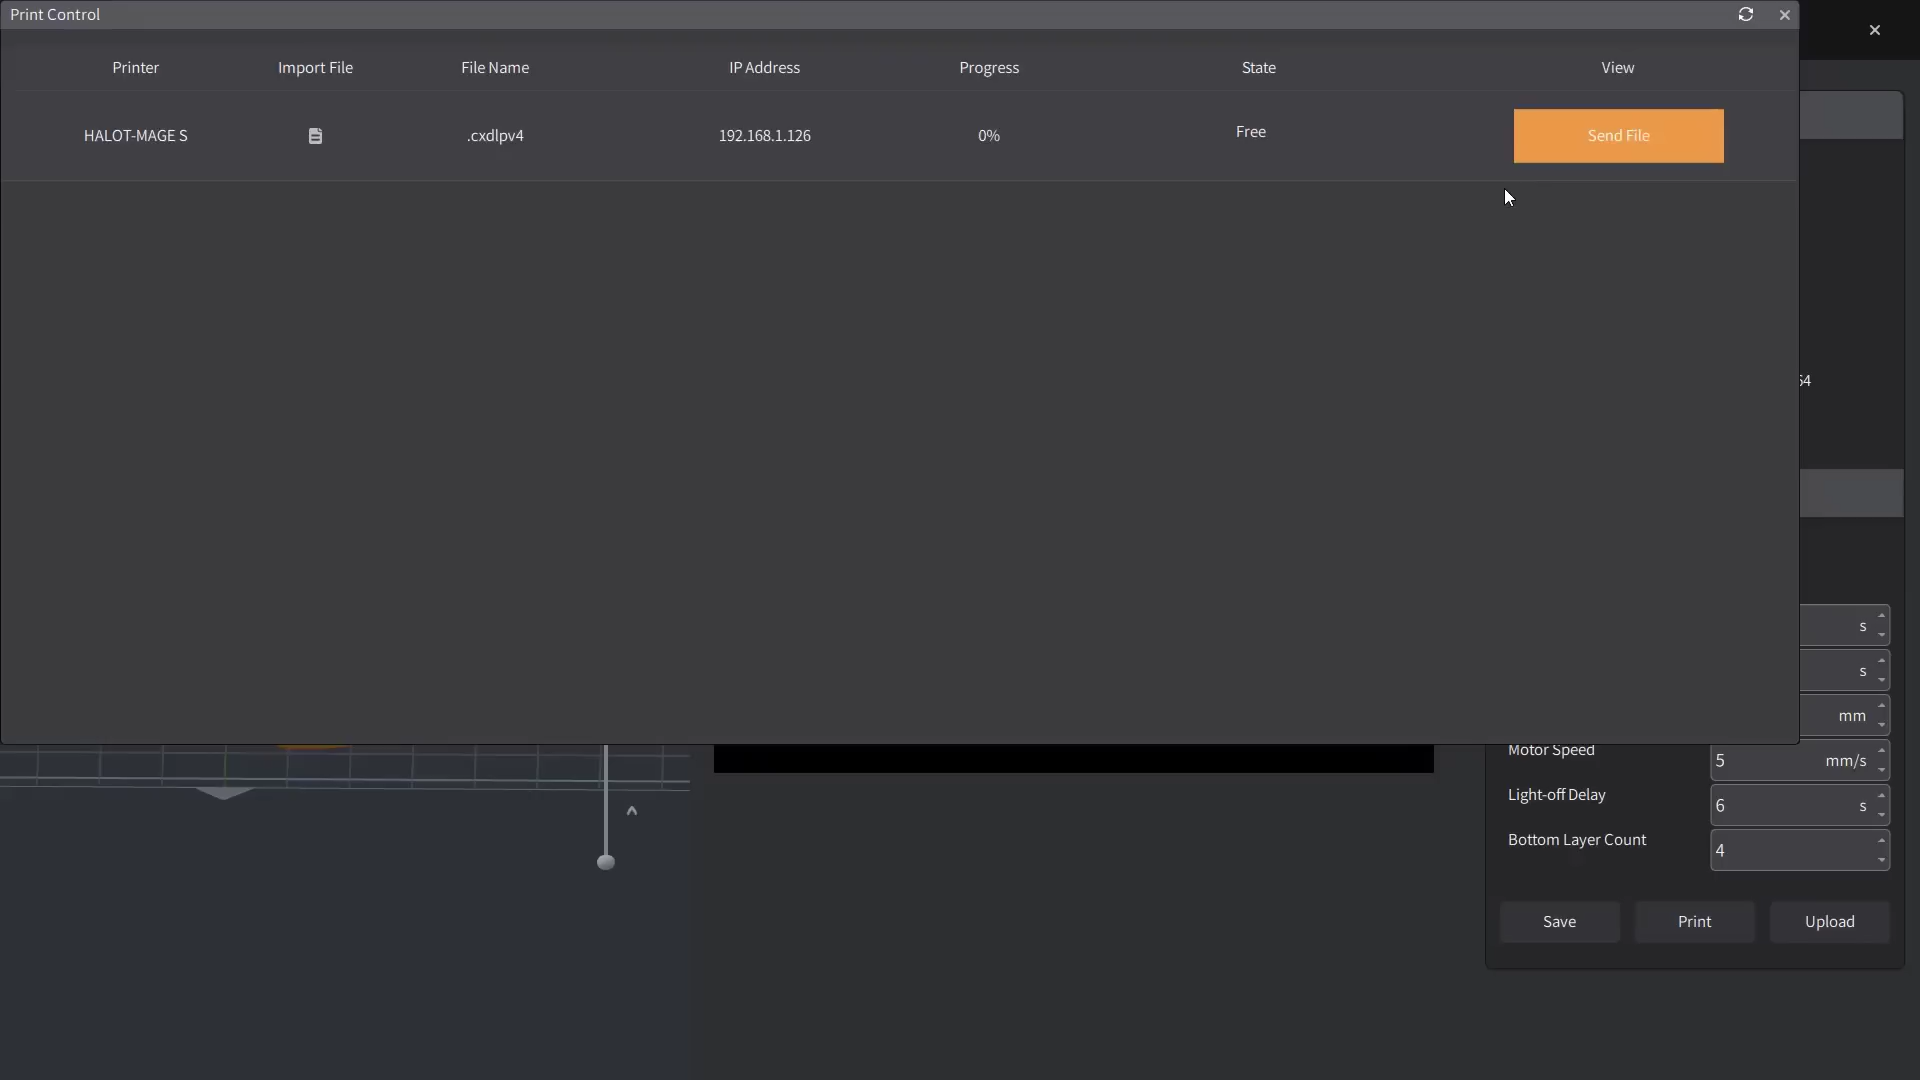 Print Control
Printer Import File File Name IP Address Progress State View
HALOT-MAGE S .cxdlpv4 192.168.1.126 0% Free Send File
s
s
mm
Motor Speed 5 mm/s
Light-off Delay 6 s
Bottom Layer Count 4
Save Print Upload